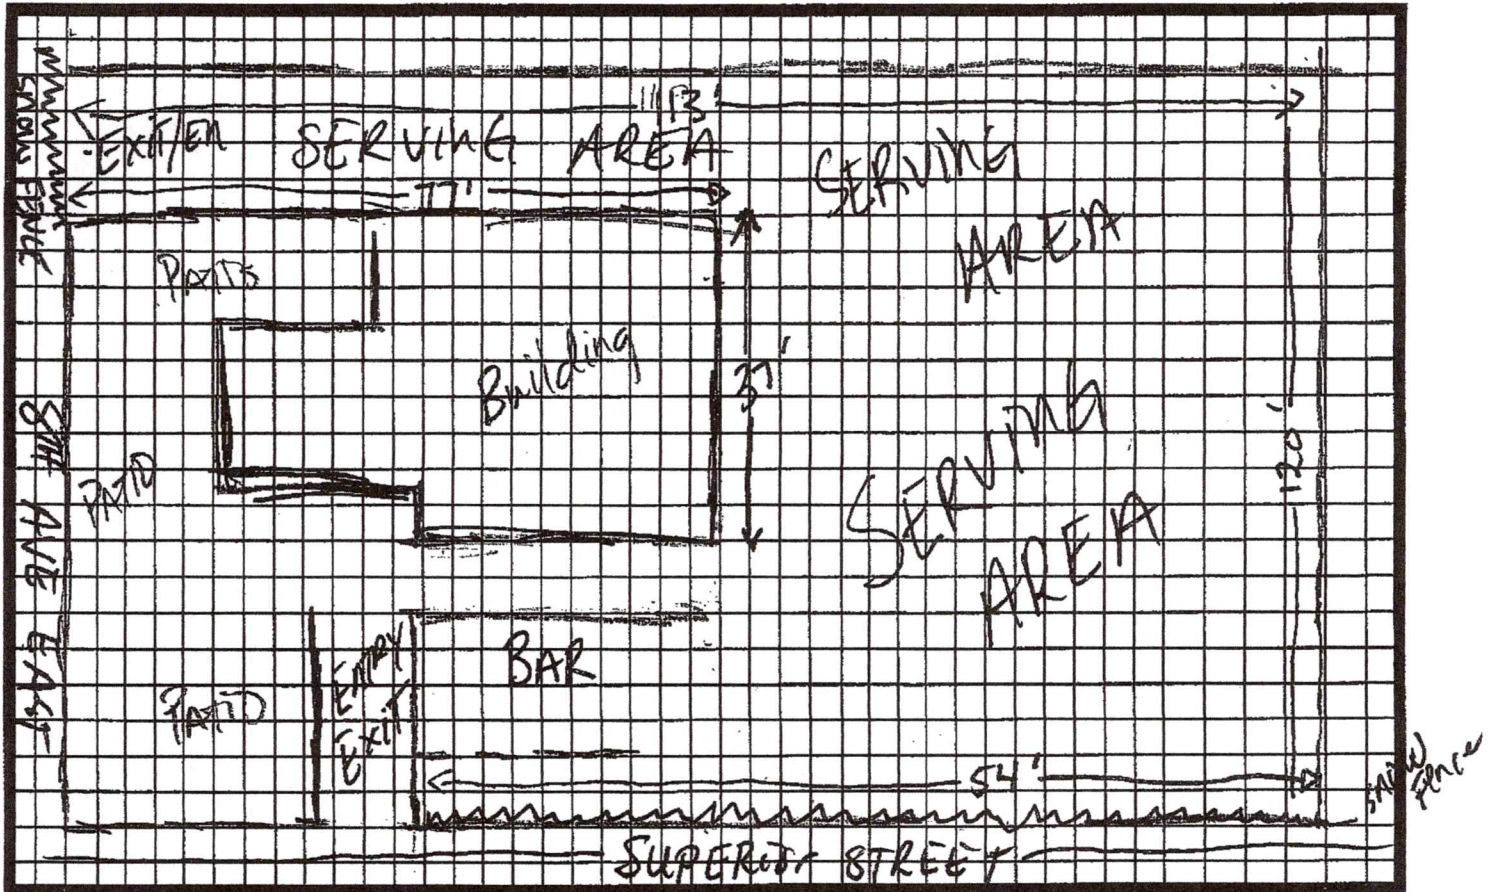 113'
EXIT/EN SERVING AREA
SERVING
AREA
77'
SNOW FENCE
PATIO
Building
37'
8TH AVE EAST
PATIO
SERVING
AREA
120'
ENTRY
EXIT
BAR
PATIO
54'
SNOW
FENCE
SUPERIOR STREET